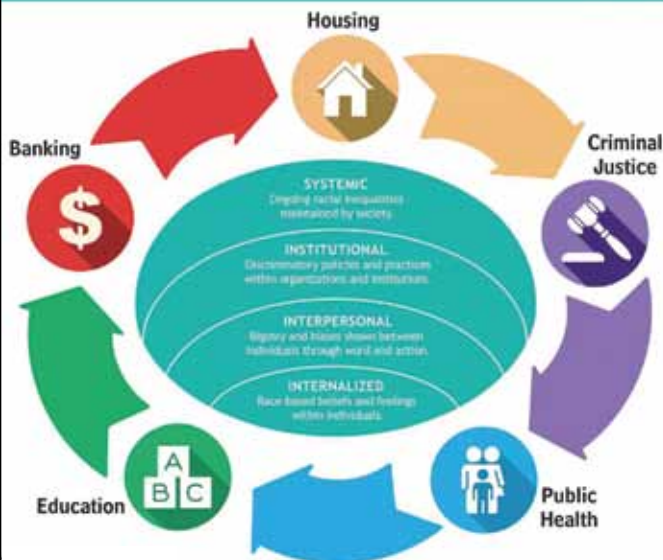 Housing
Banking
Criminal
Justice
SYSTEMIC
Ongoing racial inequalities
maintained by society.
INSTITUTIONAL
Discriminatory policies and practices
within organizations and institutions.
INTERPERSONAL
Bigotry and biases shown between
individuals through word and action.
INTERNALIZED
Race-based beliefs and feelings
within individuals.
A
B C
Education
Public
Health
$